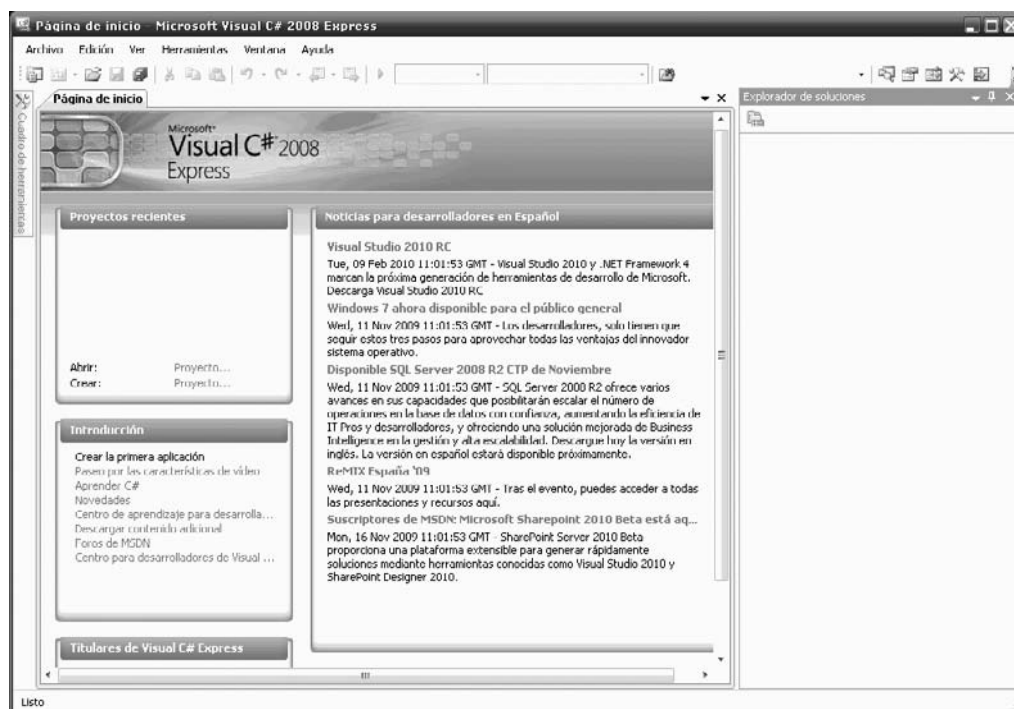 Página de inicio - Microsoft Visual C# 2008 Express
Archivo Edición Ver Herramientas Ventana Ayuda
Cuadro de herramientas
Página de inicio
Microsoft
Visual C# 2008
Express
Proyectos recientes
Abrir: Proyecto...
Crear: Proyecto...
Introducción
Crear la primera aplicación
Paseo por las características de vídeo
Aprender C#
Novedades
Centro de aprendizaje para desarrolla...
Descargar contenido adicional
Foros de MSDN
Centro para desarrolladores de Visual ...
Titulares de Visual C# Express
Noticias para desarrolladores en Español
Visual Studio 2010 RC
Tue, 09 Feb 2010 11:01:53 GMT - Visual Studio 2010 y .NET Framework 4
marcan la próxima generación de herramientas de desarrollo de Microsoft.
Descarga Visual Studio 2010 RC
Windows 7 ahora disponible para el público general
Wed, 11 Nov 2009 11:01:53 GMT - Los desarrolladores, solo tienen que
seguir estos tres pasos para aprovechar todas las ventajas del innovador
sistema operativo.
Disponible SQL Server 2008 R2 CTP de Noviembre
Wed, 11 Nov 2009 11:01:53 GMT - SQL Server 2008 R2 ofrece varios
avances en sus capacidades que posibilitarán escalar el número de
operaciones en la base de datos con confianza, aumentando la eficiencia de
IT Pros y desarrolladores, y ofreciendo una solución mejorada de Business
Intelligence en la gestión y alta escalabilidad. Descargue hoy la versión en
inglés. La versión en español estará disponible próximamente.
ReMIX España '09
Wed, 11 Nov 2009 11:01:53 GMT - Tras el evento, puedes acceder a todas
las presentaciones y recursos aquí.
Suscriptores de MSDN: Microsoft Sharepoint 2010 Beta está aq...
Mon, 16 Nov 2009 11:01:53 GMT - SharePoint Server 2010 Beta
proporciona una plataforma extensible para generar rápidamente
soluciones mediante herramientas conocidas como Visual Studio 2010 y
SharePoint Designer 2010.
Explorador de soluciones
Listo